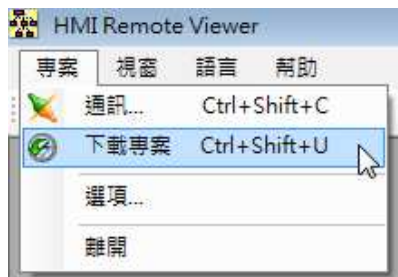 HMI Remote Viewer
專案 視窗 語言 幫助
通訊... Ctrl+Shift+C
下載專案 Ctrl+Shift+U
選項...
離開